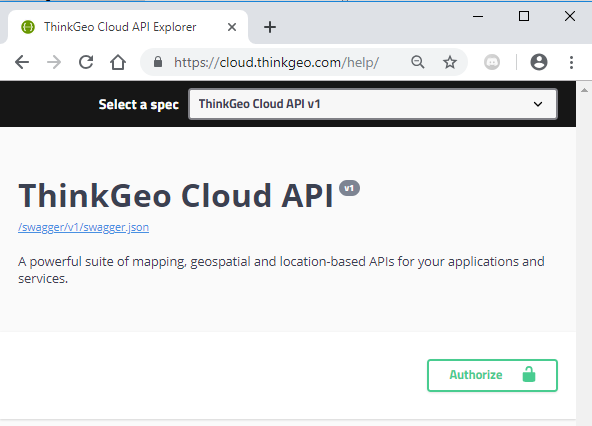 ThinkGeo Cloud API Explorer
https://cloud.thinkgeo.com/help/
Select a spec ThinkGeo Cloud API v1
ThinkGeo Cloud API v1
/swagger/v1/swagger.json
A powerful suite of mapping, geospatial and location-based APIs for your applications and
services.
Authorize